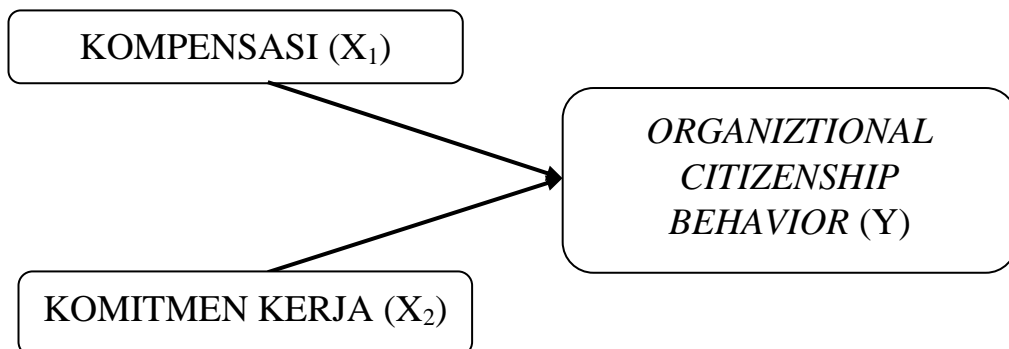 KOMPENSASI (X₁)
ORGANIZTIONAL
CITIZENSHIP
BEHAVIOR (Y)
KOMITMEN KERJA (X₂)